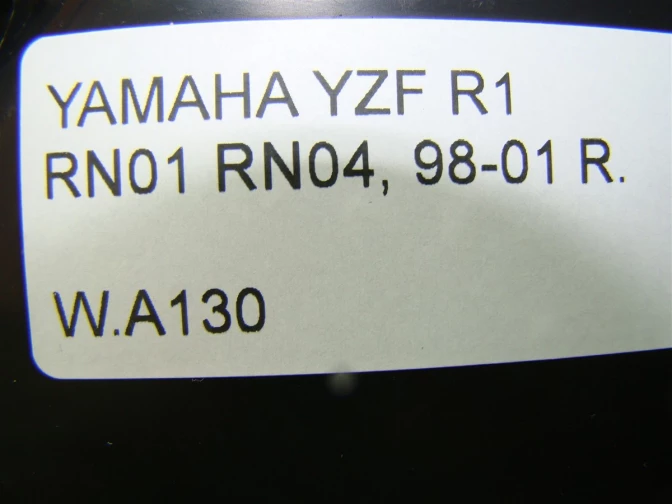 YAMAHA YZF R1
RN01 RN04, 98-01 R.
W.A130